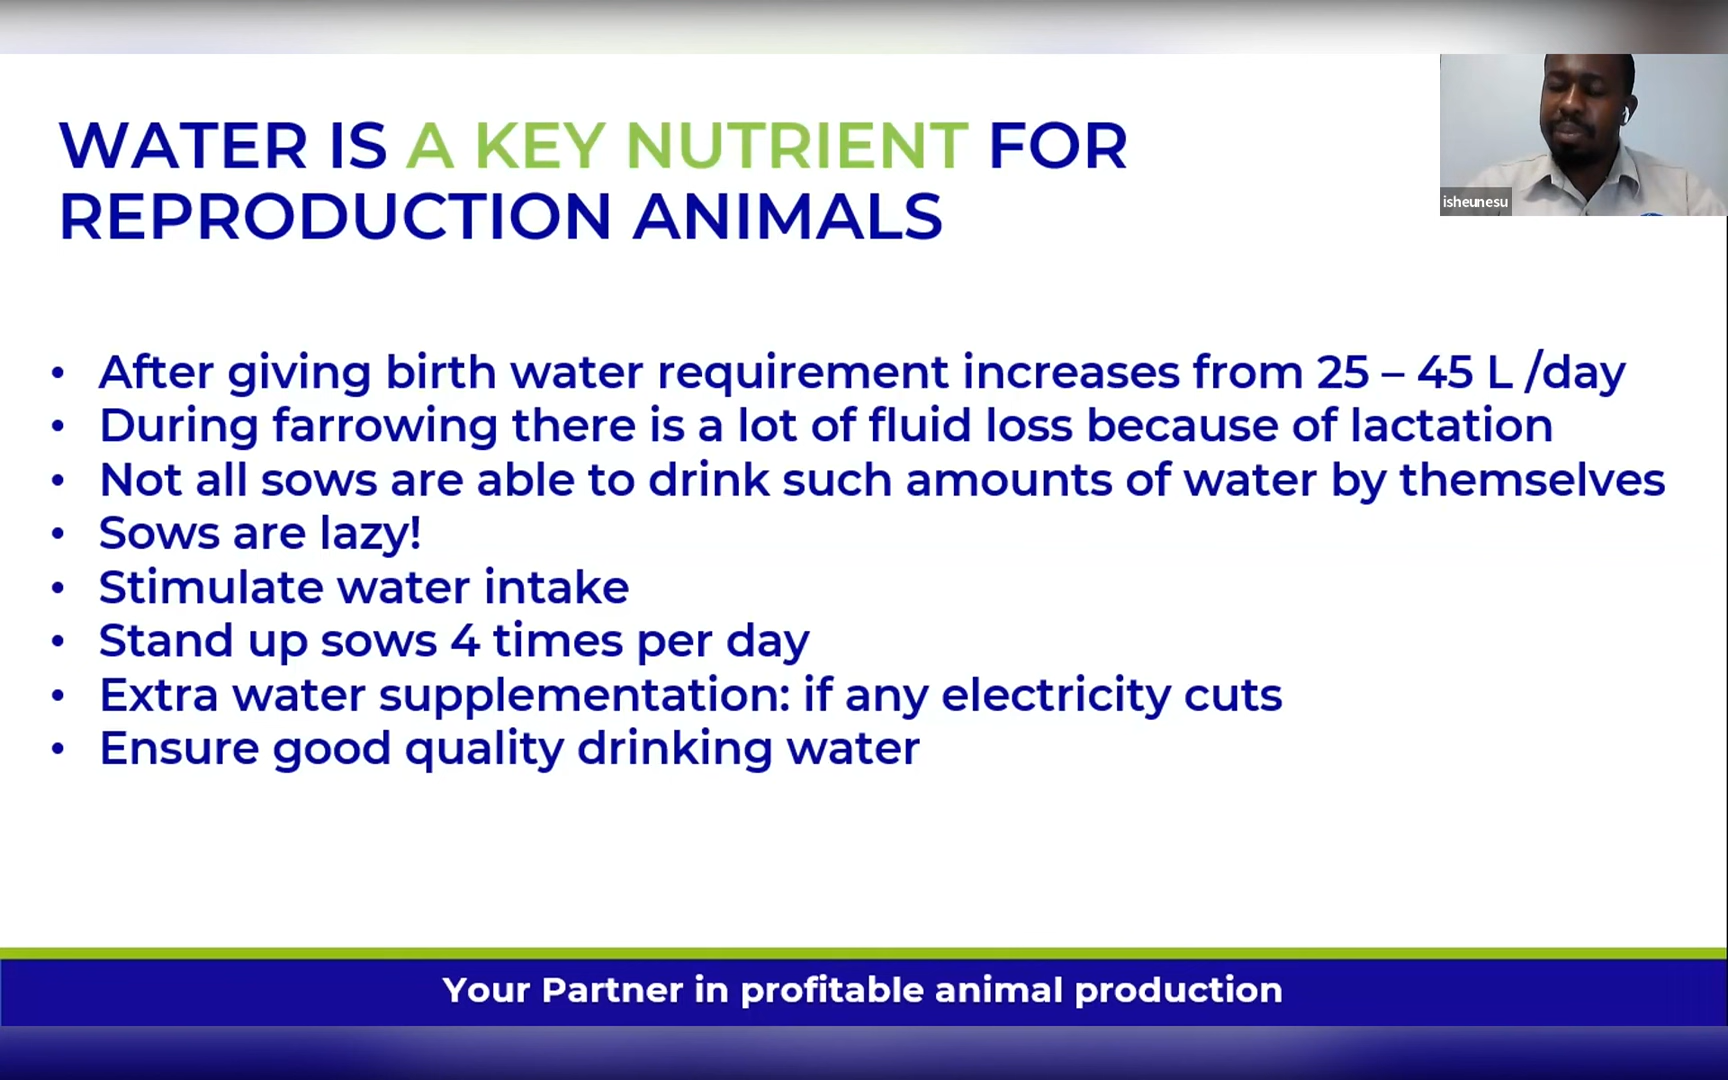 WATER IS A KEY NUTRIENT FOR
REPRODUCTION ANIMALS
isheunesu
• After giving birth water requirement increases from 25 – 45 L /day
• During farrowing there is a lot of fluid loss because of lactation
• Not all sows are able to drink such amounts of water by themselves
• Sows are lazy!
• Stimulate water intake
• Stand up sows 4 times per day
• Extra water supplementation: if any electricity cuts
• Ensure good quality drinking water
Your Partner in profitable animal production